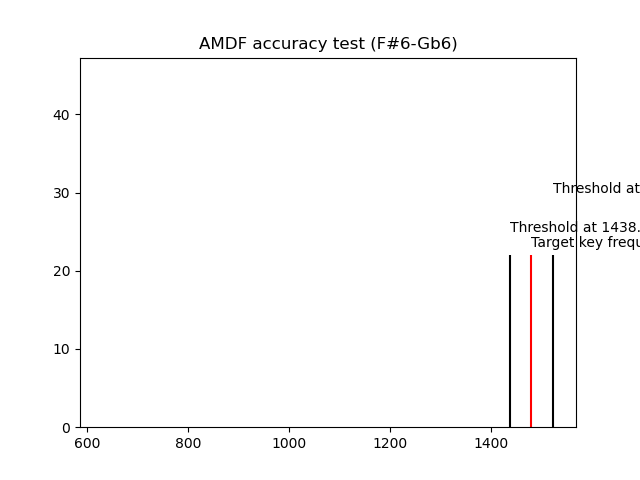 AMDF accuracy test (F#6-Gb6)
40
Threshold at
30
Threshold at 1438.
Target key frequ
20
10
0
600 800 1000 1200 1400